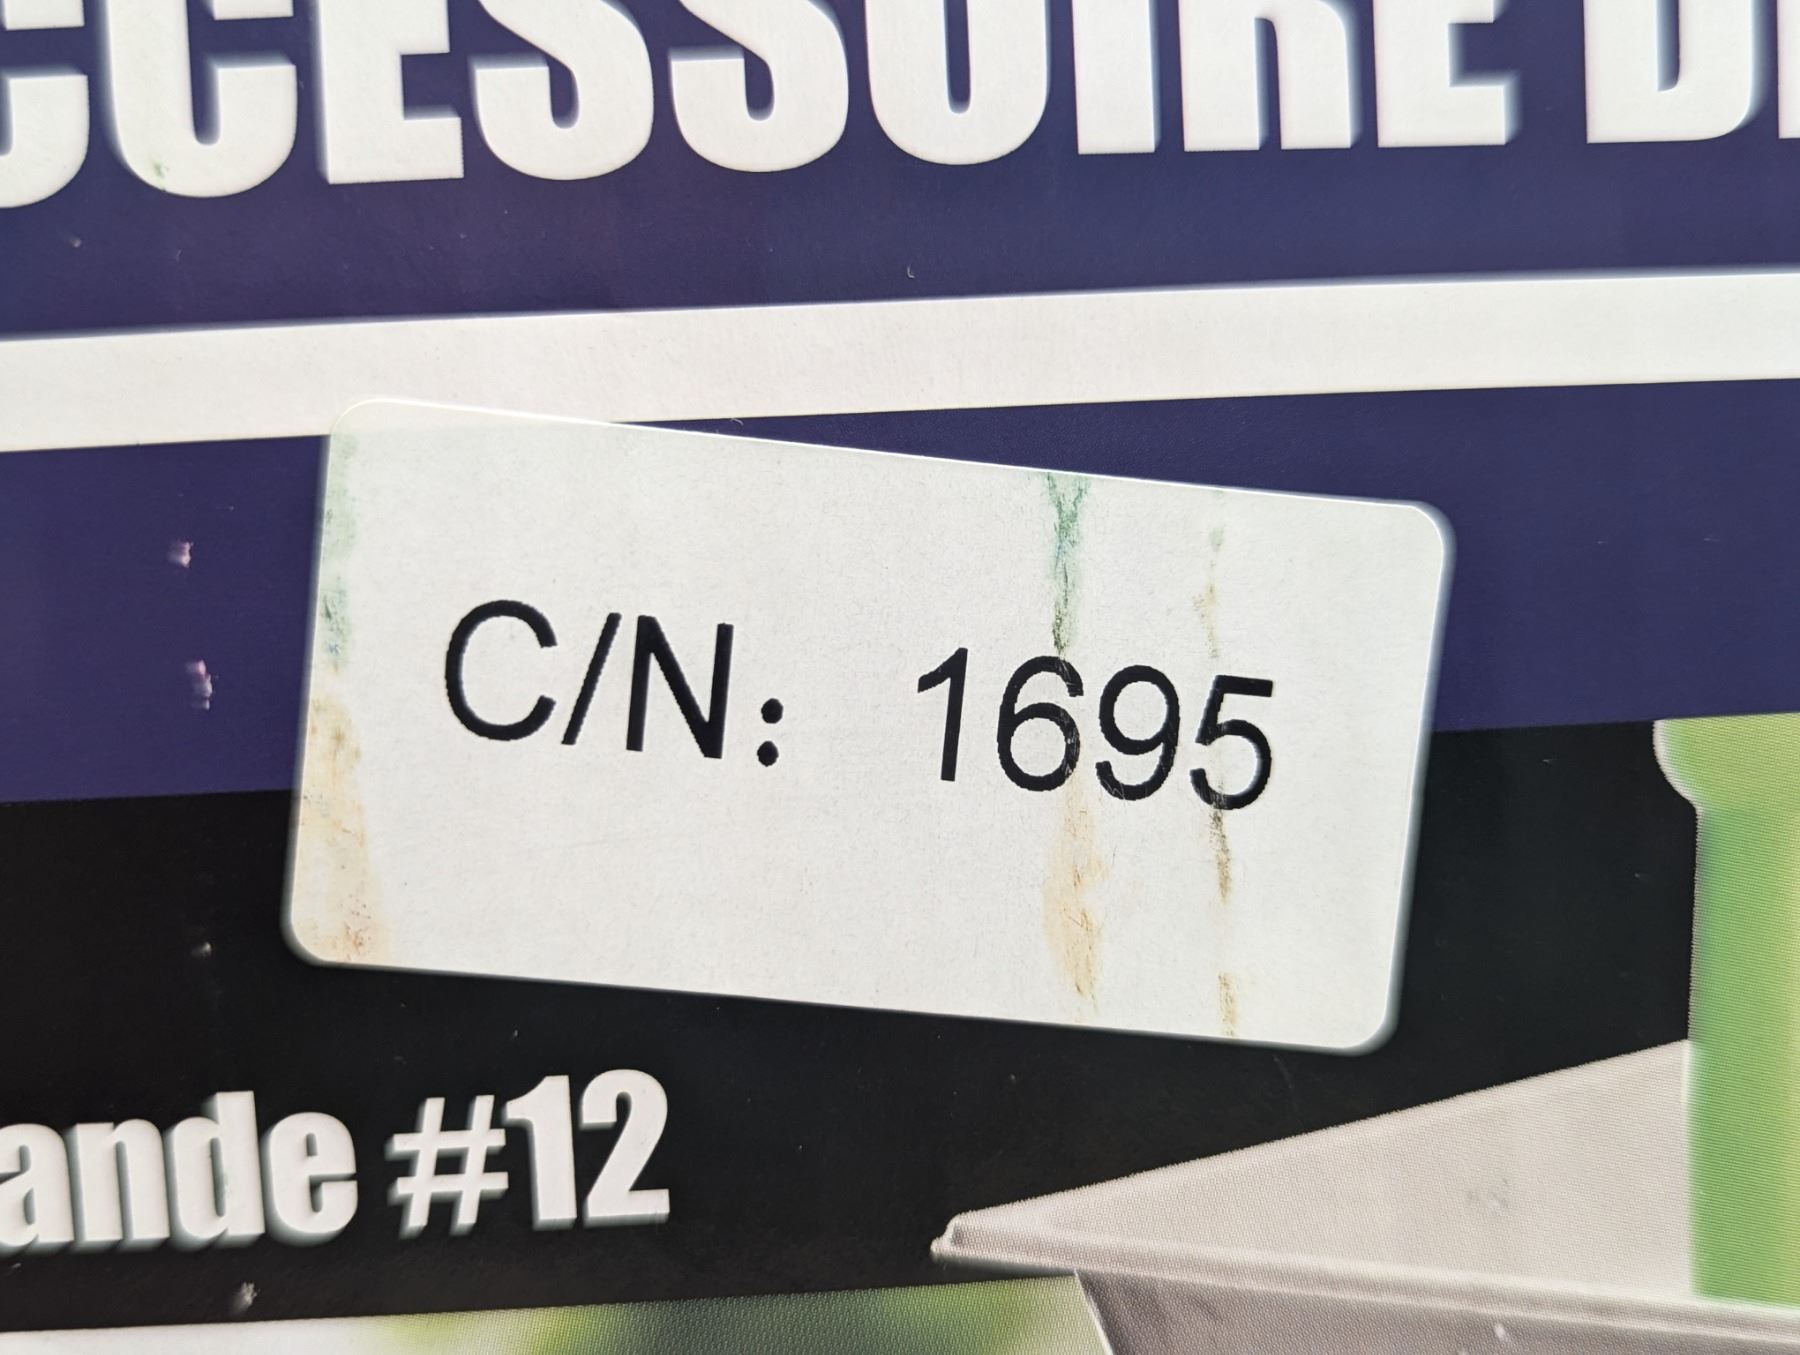 CCESSOIRE D
C/N: 1695
ande #12